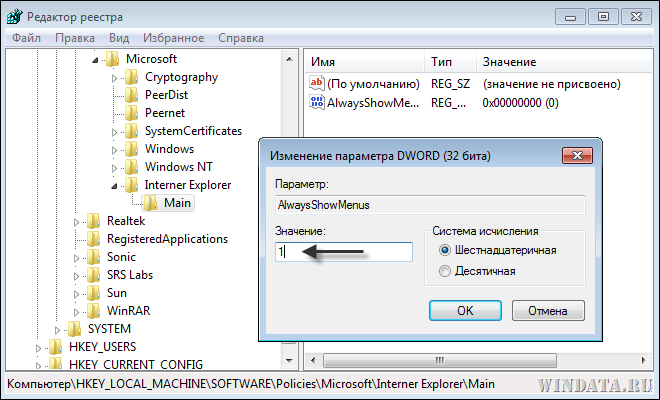 Редактор реестра
Файл Правка Вид Избранное Справка
Microsoft
Cryptography
PeerDist
Peernet
SystemCertificates
Windows
Windows NT
Interner Explorer
Main
Realtek
RegisteredApplications
Sonic
SRS Labs
Sun
WinRAR
SYSTEM
HKEY_USERS
HKEY_CURRENT_CONFIG
Имя Тип Значение
ab (По умолчанию) REG_SZ (значение не присвоено)
AlwaysShowMe... REG_... 0x00000000 (0)
Изменение параметра DWORD (32 бита)
Параметр:
AlwaysShowMenus
Значение:
1
Система исчисления
Шестнадцатеричная
Десятичная
OK Отмена
Компьютер\HKEY_LOCAL_MACHINE\SOFTWARE\Policies\Microsoft\Interner Explorer\Main
WINDATA.RU